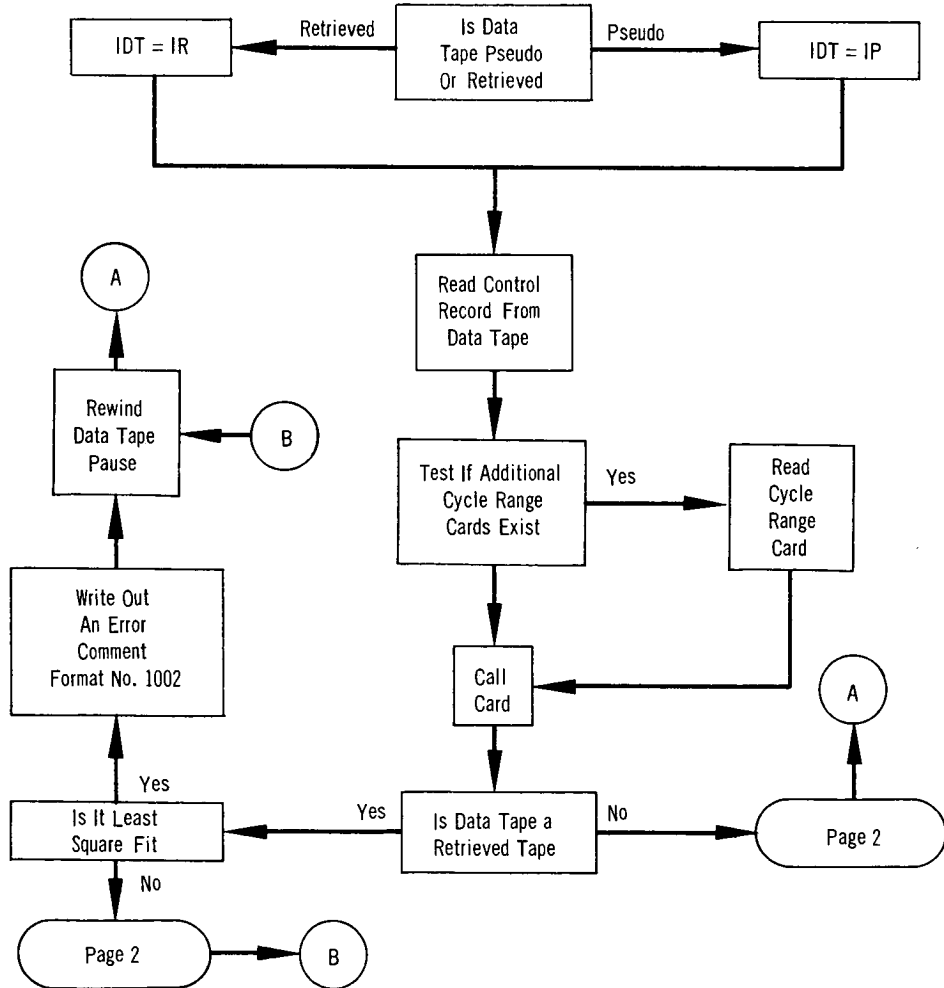 IDT = IR
Retrieved
Is Data
Tape Pseudo
Or Retrieved
Pseudo
IDT = IP
A
Read Control
Record From
Data Tape
Rewind
Data Tape
Pause
B
Test If Additional
Cycle Range
Cards Exist
Yes
Read
Cycle
Range
Card
Write Out
An Error
Comment
Format No. 1002
Call
Card
A
Yes
Is It Least
Square Fit
Yes
Is Data Tape a
Retrieved Tape
No
Page 2
No
Page 2
B